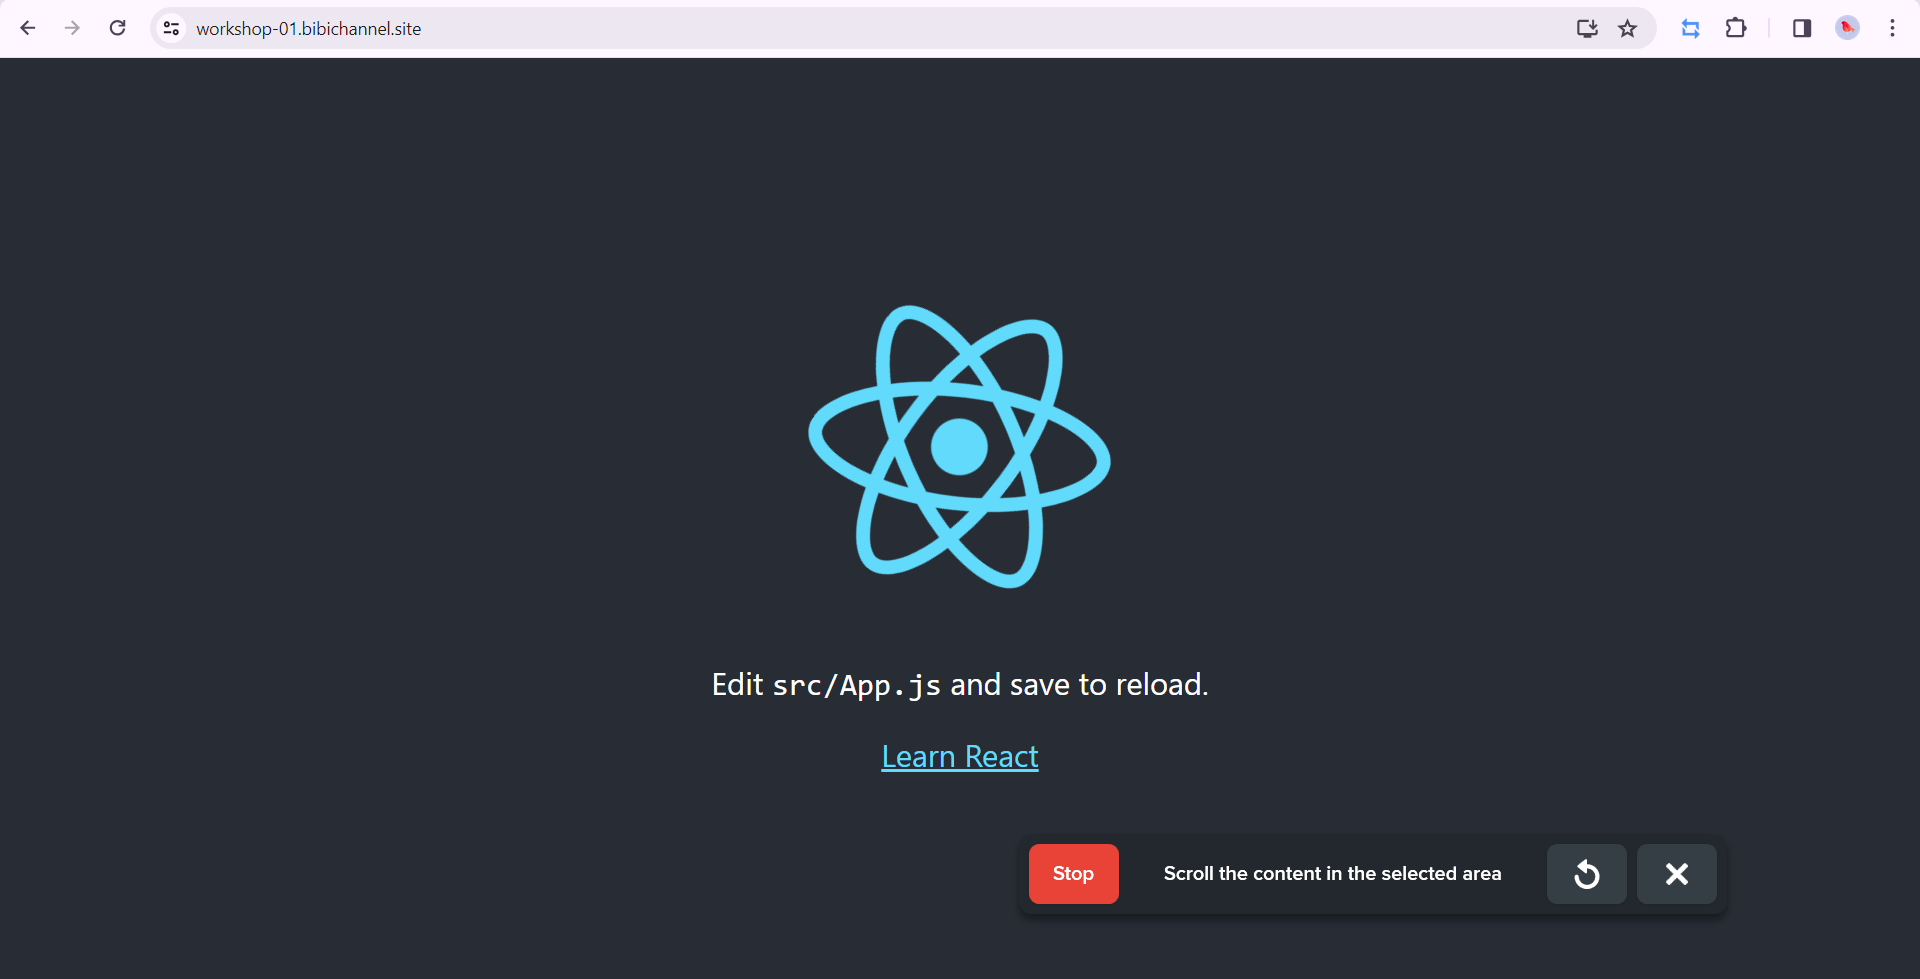 workshop-01.bibichannel.site
Edit src/App.js and save to reload.
Learn React
Stop
Scroll the content in the selected area